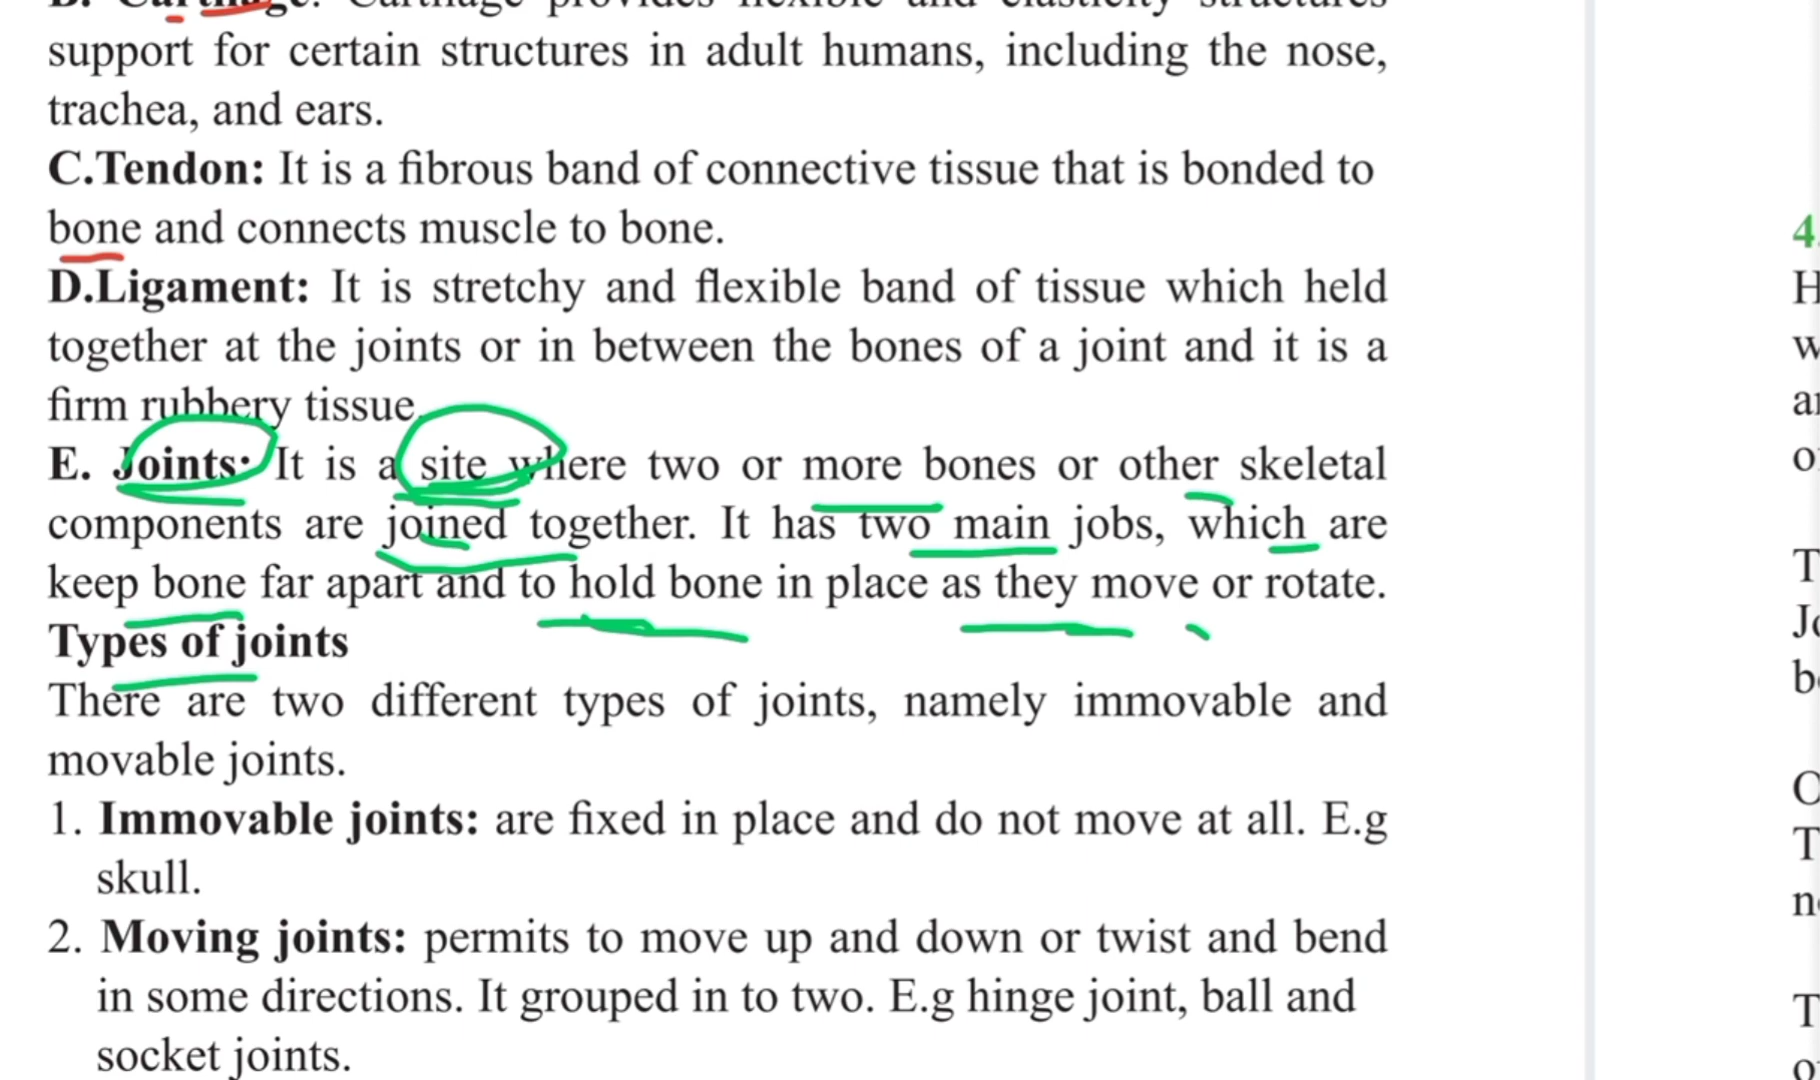 B. Cartilage: Cartilage provides flexible and elasticity structures
support for certain structures in adult humans, including the nose,
trachea, and ears.
C.Tendon: It is a fibrous band of connective tissue that is bonded to
bone and connects muscle to bone.
D.Ligament: It is stretchy and flexible band of tissue which held
together at the joints or in between the bones of a joint and it is a
firm rubbery tissue.
E. Joints: It is a site where two or more bones or other skeletal
components are joined together. It has two main jobs, which are
keep bone far apart and to hold bone in place as they move or rotate.
Types of joints
There are two different types of joints, namely immovable and
movable joints.
1. Immovable joints: are fixed in place and do not move at all. E.g
skull.
2. Moving joints: permits to move up and down or twist and bend
in some directions. It grouped in to two. E.g hinge joint, ball and
socket joints.
4.
H
T